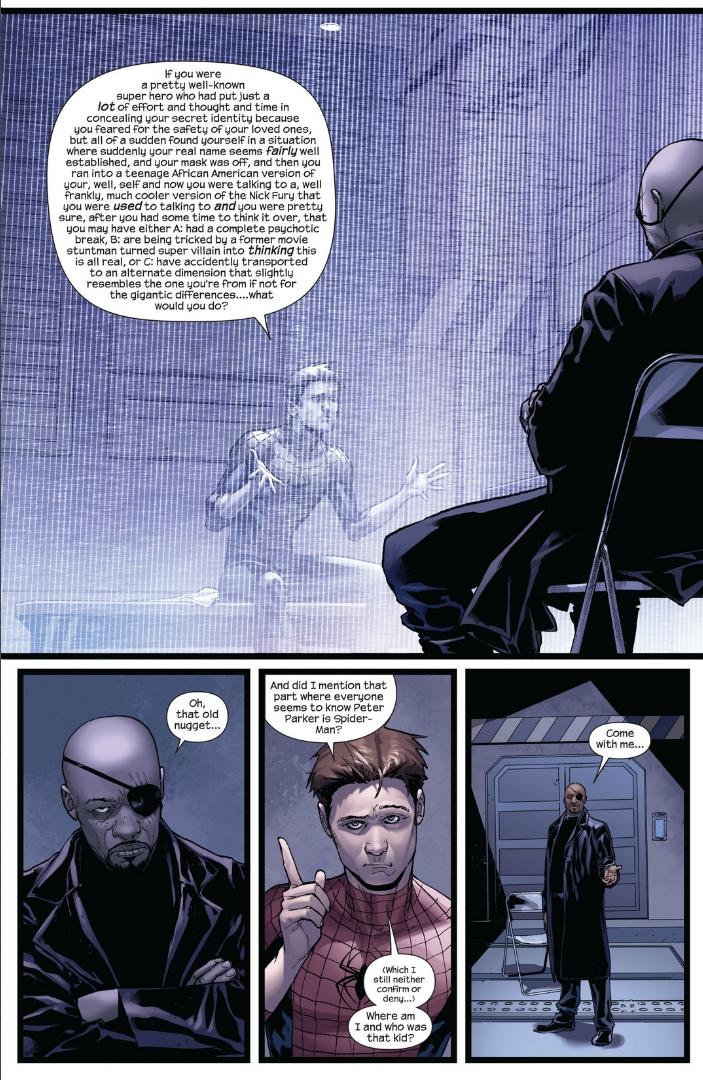 If you were
a pretty well-known
super hero who had put just a
lot of effort and thought and time in
concealing your secret identity because
you feared for the safety of your loved ones,
but all of a sudden found yourself in a situation
where suddenly your real name seems fairly well
established, and your mask was off, and then you
ran into a teenage African American version of
your, well, self and now you were talking to a, well
frankly, much cooler version of the Nick Fury that
you were used to talking to and you were pretty
sure, after you had some time to think it over, that
you may have either A: had a complete psychotic
break, B: are being tricked by a former movie
stuntman turned super villain into thinking this
is all real, or C: have accidently transported
to an alternate dimension that slightly
resembles the one you're from if not for
the gigantic differences....what
would you do?
Oh,
that old
nugget...
And did I mention that
part where everyone
seems to know Peter
Parker is Spider-
Man?
(Which I
still neither
confirm or
deny...)
Where am
I and who was
that kid?
Come
with me...